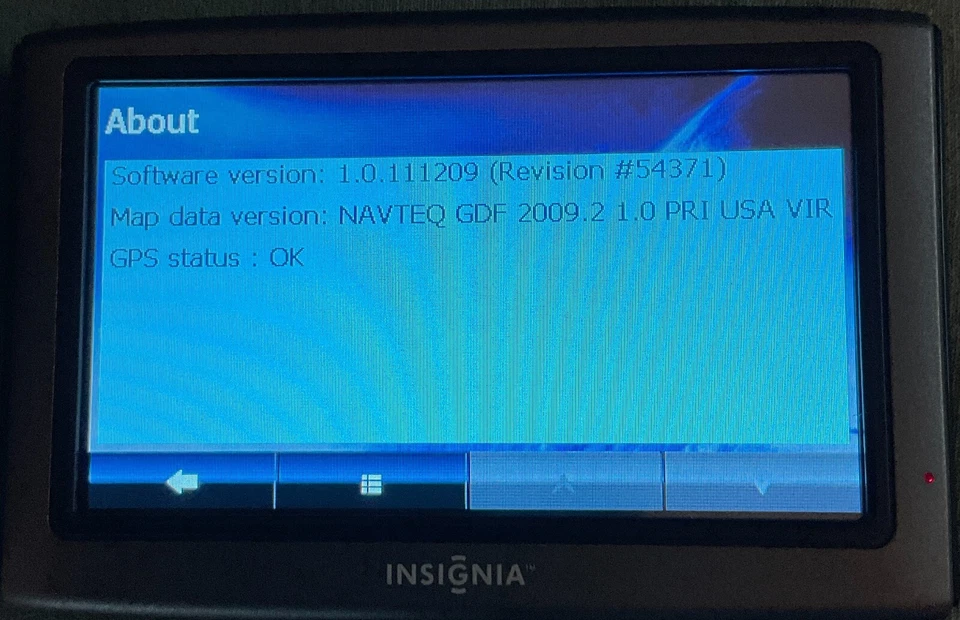 About
Software version: 1.0.111209 (Revision #54371)
Map data version: NAVTEQ GDF 2009.2 1.0 PRI USA VIR
GPS status : OK
INSIGNIA™